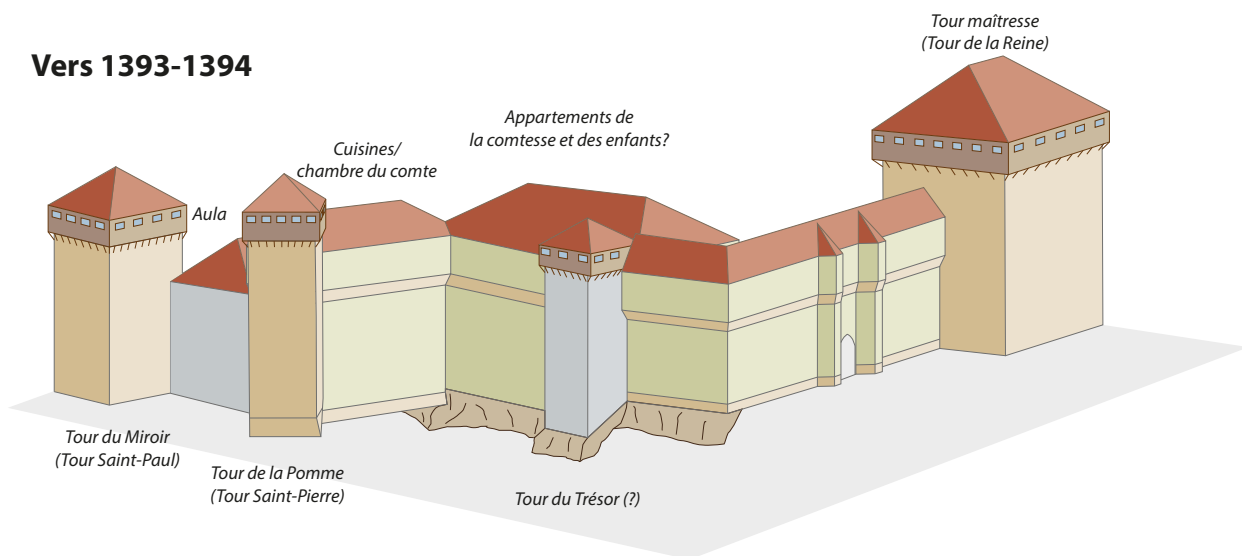 Vers 1393-1394
Tour maîtresse
(Tour de la Reine)
Appartements de
la comtesse et des enfants?
Cuisines/
chambre du comte
Aula
Tour du Miroir
(Tour Saint-Paul)
Tour de la Pomme
(Tour Saint-Pierre)
Tour du Trésor (?)